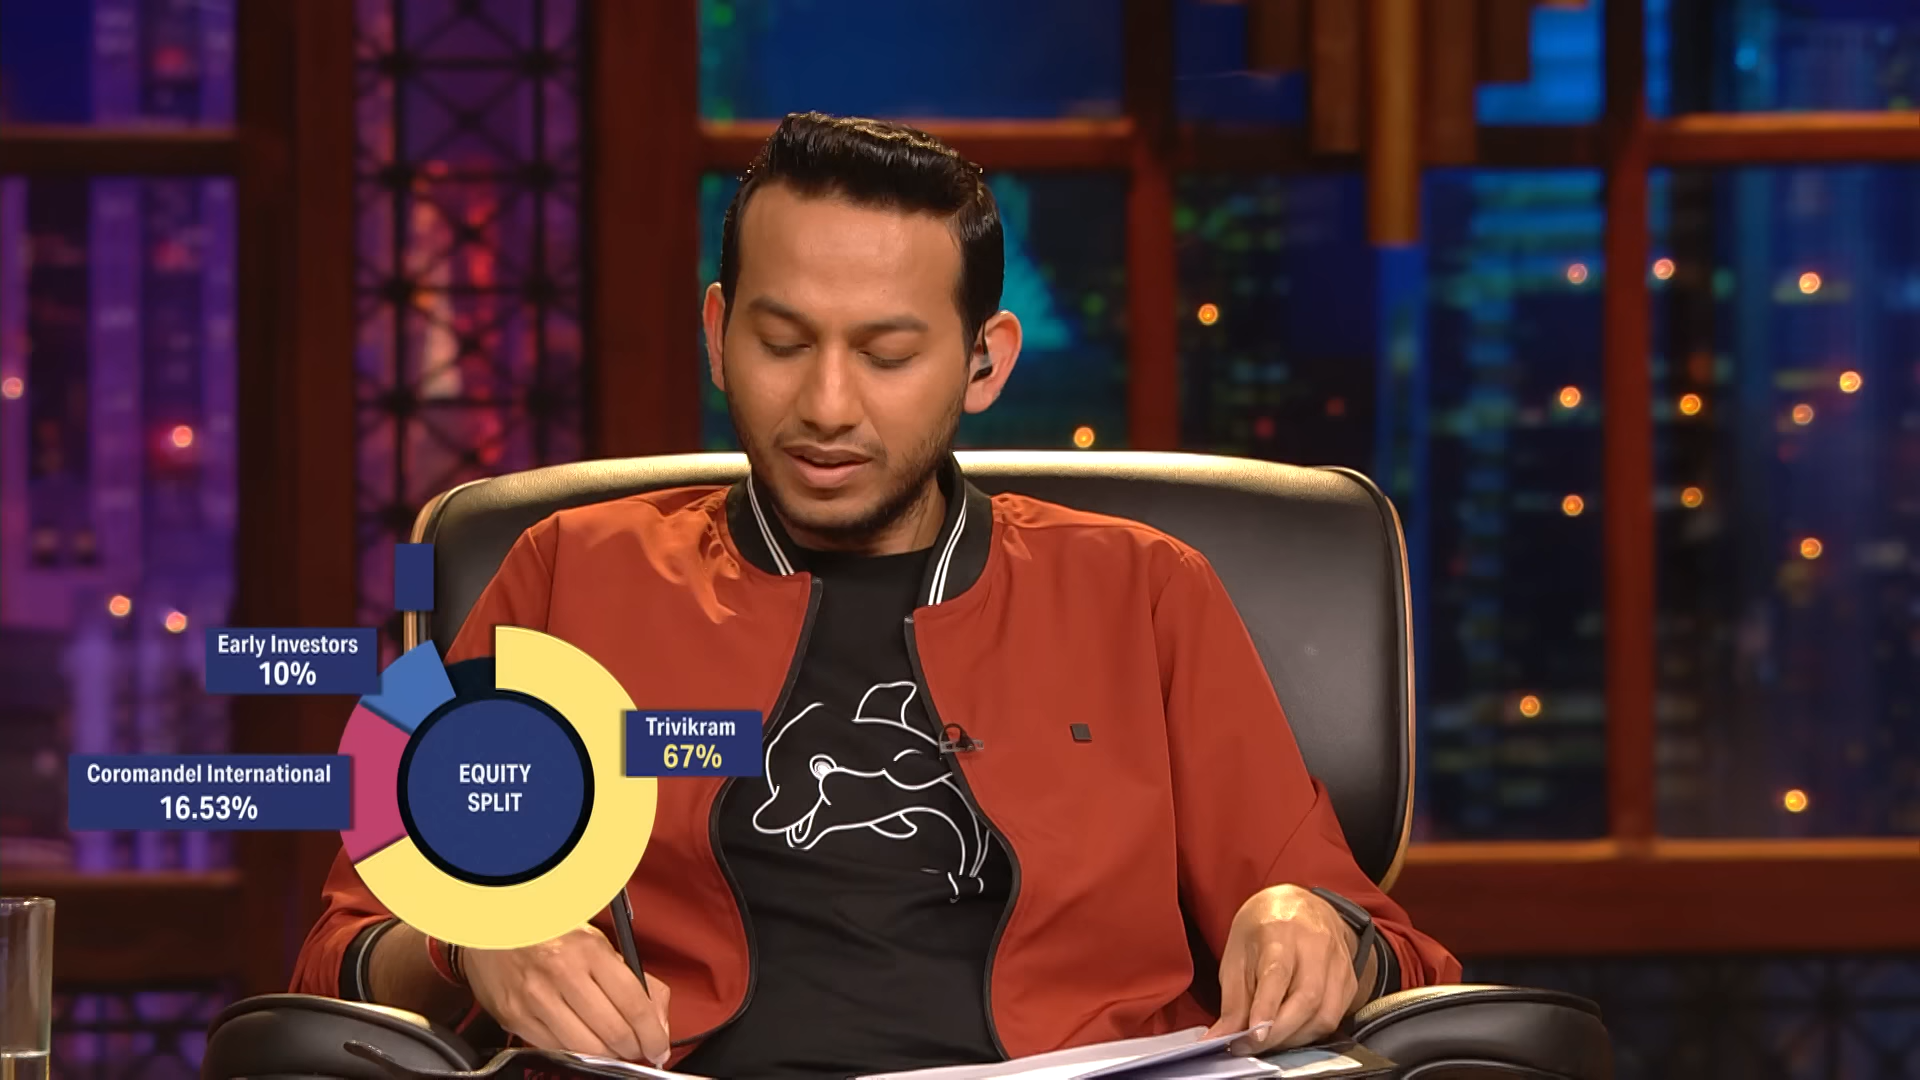 Early Investors
10%
Trivikram
67%
Coromandel International
16.53%
EQUITY
SPLIT